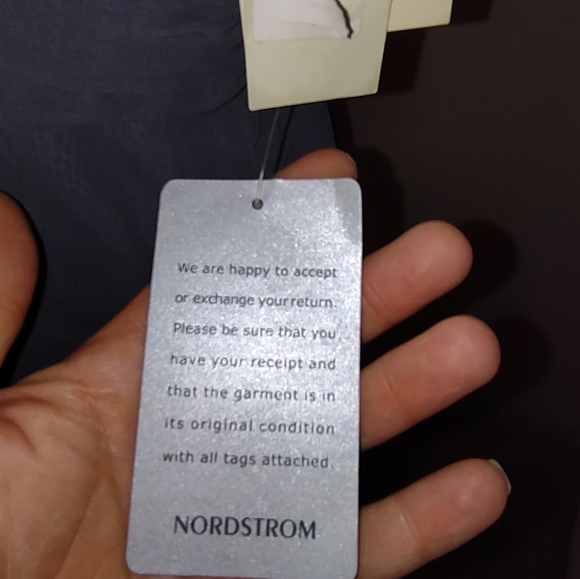 We are happy to accept
or exchange your return.
Please be sure that you
have your receipt and
that the garment is in
its original condition
with all tags attached.
NORDSTROM